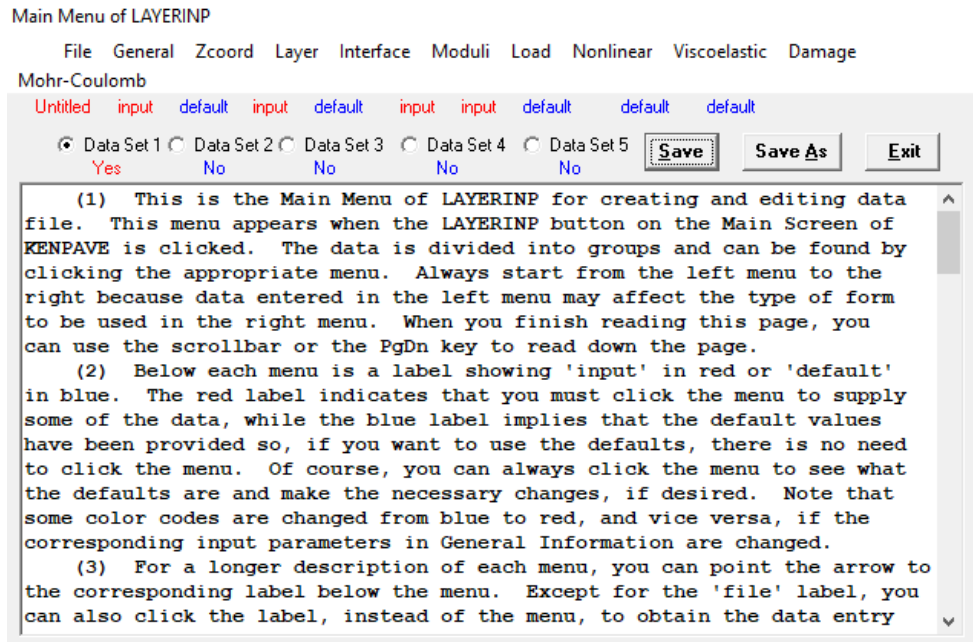 Main Menu of LAYERINP
File General Zcoord Layer Interface Moduli Load Nonlinear Viscoelastic Damage
Mohr-Coulomb
Untitled input default input default input input default default default
Data Set 1 Data Set 2 Data Set 3 Data Set 4 Data Set 5 Save Save As Exit
Yes No No No No
(1) This is the Main Menu of LAYERINP for creating and editing data
file. This menu appears when the LAYERINP button on the Main Screen of
KENPAVE is clicked. The data is divided into groups and can be found by
clicking the appropriate menu. Always start from the left menu to the
right because data entered in the left menu may affect the type of form
to be used in the right menu. When you finish reading this page, you
can use the scrollbar or the PgDn key to read down the page.
(2) Below each menu is a label showing 'input' in red or 'default'
in blue. The red label indicates that you must click the menu to supply
some of the data, while the blue label implies that the default values
have been provided so, if you want to use the defaults, there is no need
to click the menu. Of course, you can always click the menu to see what
the defaults are and make the necessary changes, if desired. Note that
some color codes are changed from blue to red, and vice versa, if the
corresponding input parameters in General Information are changed.
(3) For a longer description of each menu, you can point the arrow to
the corresponding label below the menu. Except for the 'file' label, you
can also click the label, instead of the menu, to obtain the data entry